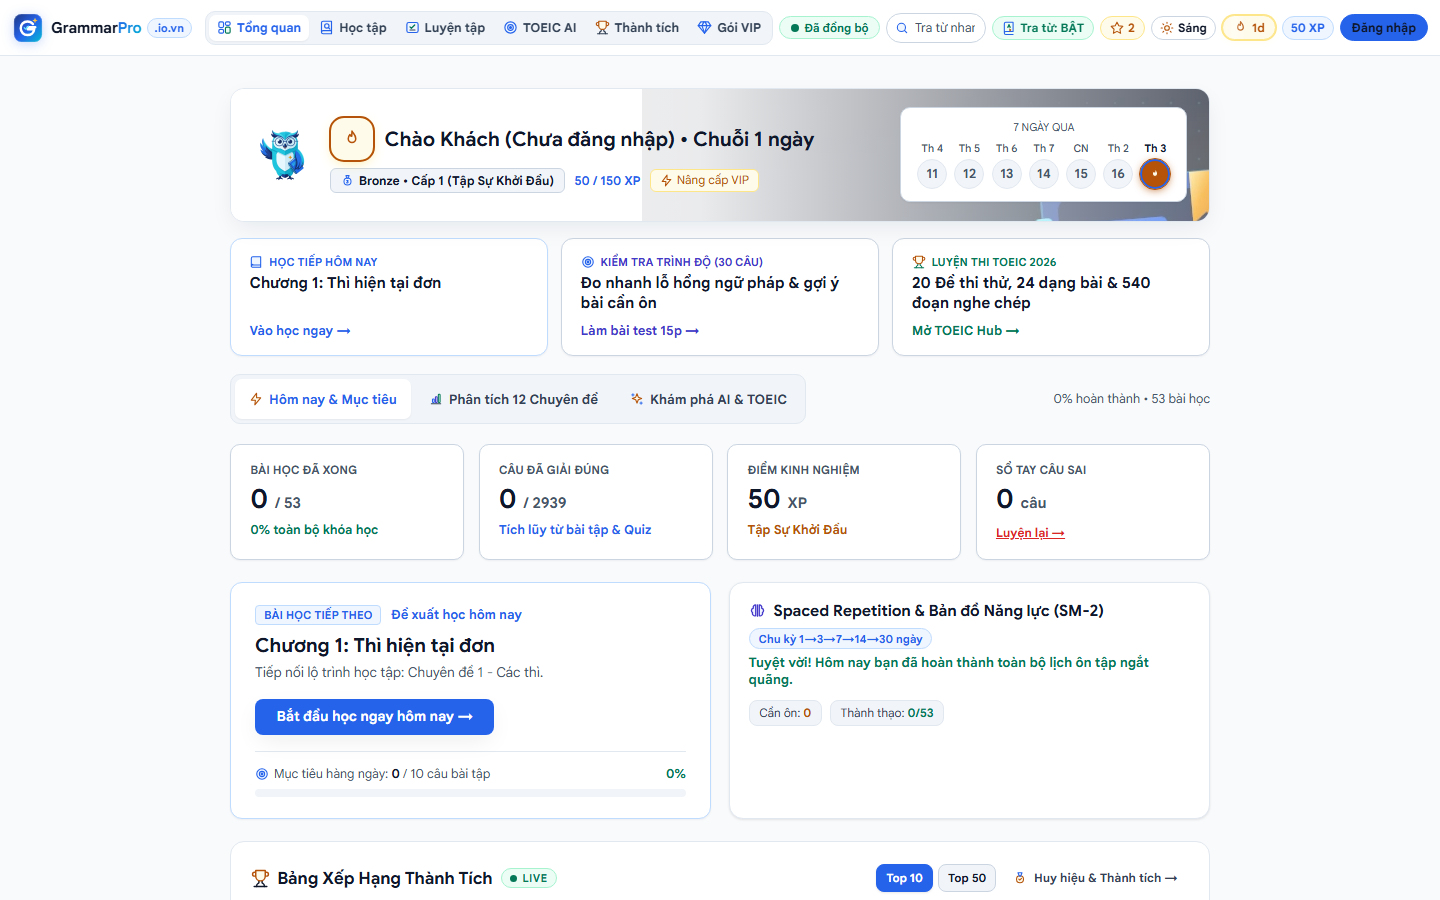 GrammarPro .io.vn Tổng quan Học tập Luyện tập TOEIC AI Thành tích Gói VIP Đã đồng bộ Tra từ nhan Tra từ: BẬT 2 Sáng 1d 50 XP Đăng nhập
Chào Khách (Chưa đăng nhập) • Chuỗi 1 ngày
Bronze • Cấp 1 (Tập Sự Khởi Đầu) 50 / 150 XP Nâng cấp VIP
7 NGÀY QUA
Th 4 Th 5 Th 6 Th 7 CN Th 2 Th 3
11 12 13 14 15 16
HỌC TIẾP HÔM NAY
Chương 1: Thì hiện tại đơn
Vào học ngay →
KIỂM TRA TRÌNH ĐỘ (30 CÂU)
Đo nhanh lỗ hổng ngữ pháp & gợi ý
bài cần ôn
Làm bài test 15p →
LUYỆN THI TOEIC 2026
20 Đề thi thử, 24 dạng bài & 540
đoạn nghe chép
Mở TOEIC Hub →
Hôm nay & Mục tiêu Phân tích 12 Chuyên đề Khám phá AI & TOEIC 0% hoàn thành • 53 bài học
BÀI HỌC ĐÃ XONG
0 / 53
0% toàn bộ khóa học
CÂU ĐÃ GIẢI ĐÚNG
0 / 2939
Tích lũy từ bài tập & Quiz
ĐIỂM KINH NGHIỆM
50 XP
Tập Sự Khởi Đầu
SỔ TAY CÂU SAI
0 câu
Luyện lại →
BÀI HỌC TIẾP THEO Đề xuất học hôm nay
Chương 1: Thì hiện tại đơn
Tiếp nối lộ trình học tập: Chuyên đề 1 - Các thì.
Bắt đầu học ngay hôm nay →
Mục tiêu hàng ngày: 0 / 10 câu bài tập 0%
Spaced Repetition & Bản đồ Năng lực (SM-2)
Chu kỳ 1→3→7→14→30 ngày
Tuyệt vời! Hôm nay bạn đã hoàn thành toàn bộ lịch ôn tập ngắt
quãng.
Cần ôn: 0 Thành thạo: 0/53
Bảng Xếp Hạng Thành Tích LIVE Top 10 Top 50 Huy hiệu & Thành tích →